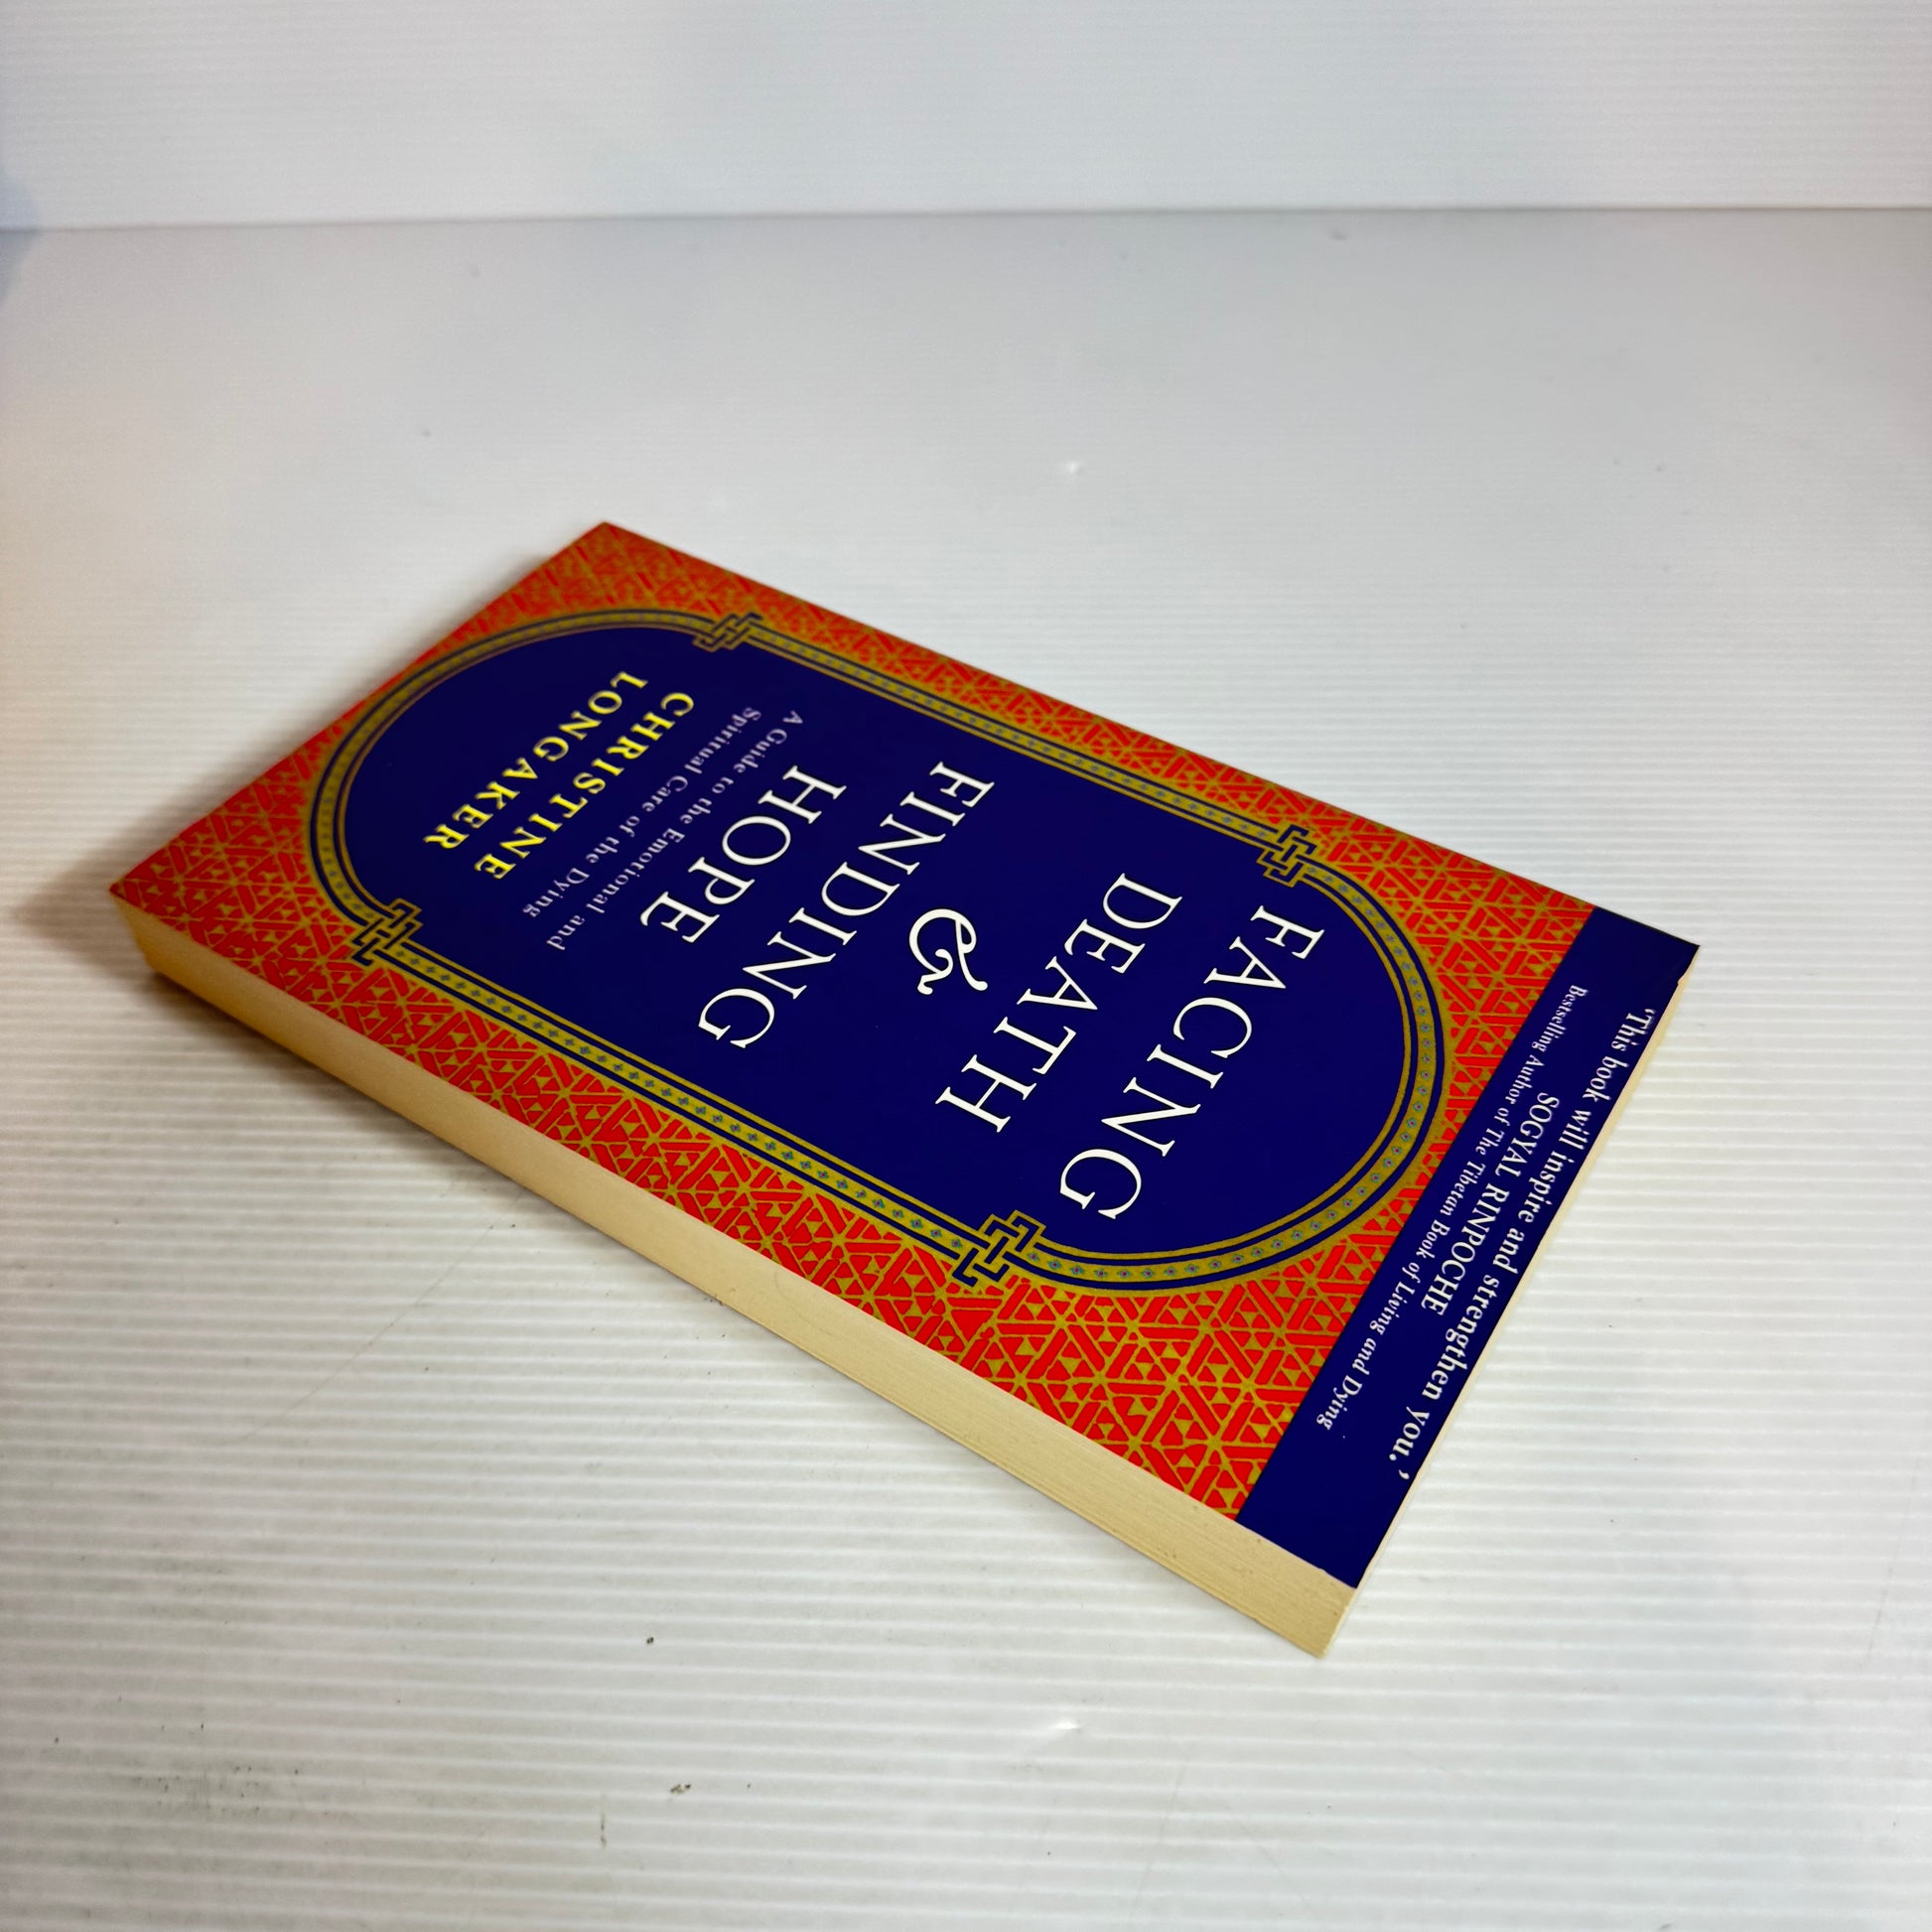 'This book will inspire and strengthen you.'
SOGYAL RINPOCHE
Bestselling Author of The Tibetan Book of Living and Dying
FACING
DEATH
&
FINDING
HOPE
A Guide to the Emotional and
Spiritual Care of the Dying
CHRISTINE
LONGAKER